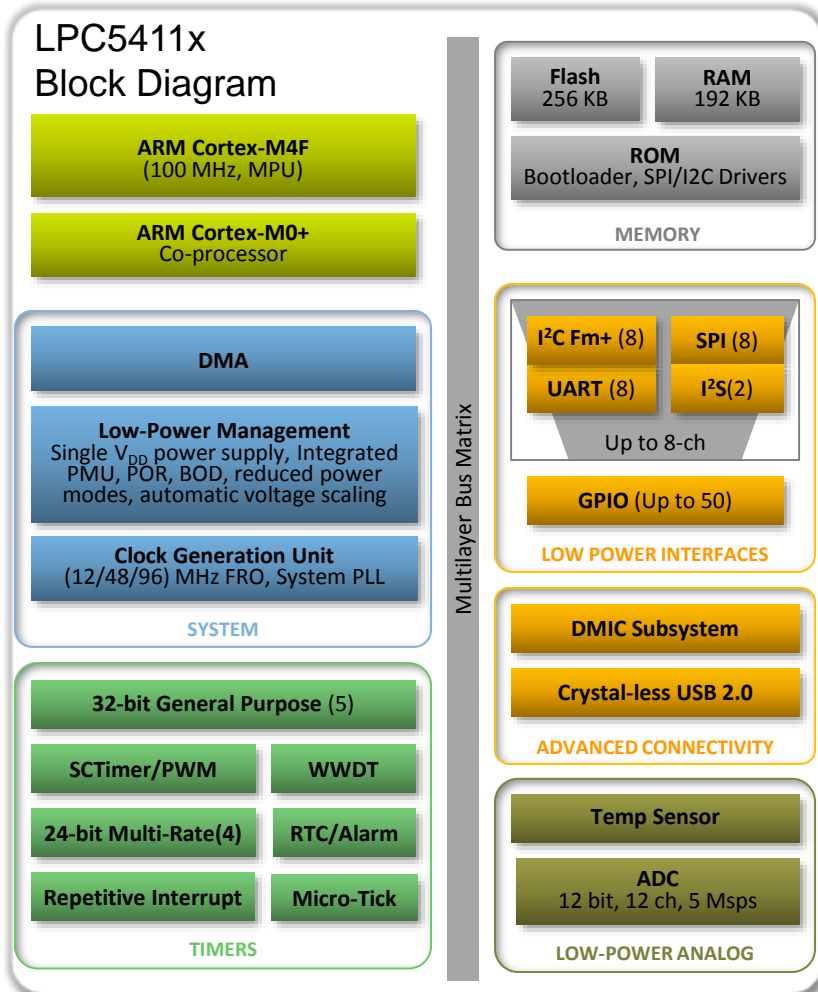 LPC5411x
Block Diagram
ARM Cortex-M4F
(100 MHz, MPU)
ARM Cortex-M0+
Co-processor
DMA
Low-Power Management
Single VDD power supply, Integrated
PMU, POR, BOD, reduced power
modes, automatic voltage scaling
Clock Generation Unit
(12/48/96) MHz FRO, System PLL
SYSTEM
32-bit General Purpose (5)
SCTimer/PWM
WWDT
24-bit Multi-Rate(4)
RTC/Alarm
Repetitive Interrupt
Micro-Tick
TIMERS
Multilayer Bus Matrix
Flash
256 KB
RAM
192 KB
ROM
Bootloader, SPI/I2C Drivers
MEMORY
I²C Fm+ (8)
SPI (8)
UART (8)
I²S(2)
Up to 8-ch
GPIO (Up to 50)
LOW POWER INTERFACES
DMIC Subsystem
Crystal-less USB 2.0
ADVANCED CONNECTIVITY
Temp Sensor
ADC
12 bit, 12 ch, 5 Msps
LOW-POWER ANALOG